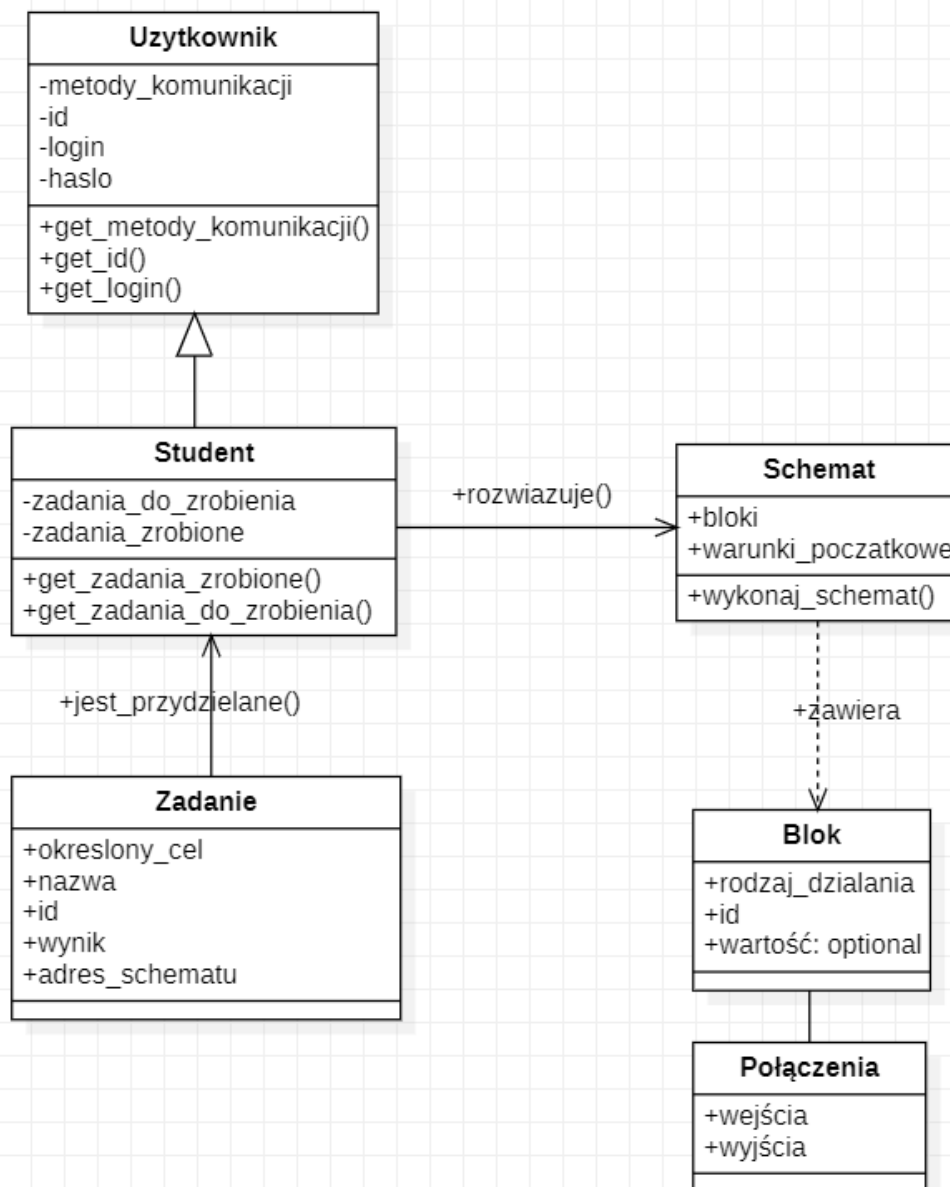 Uzytkownik
-metody_komunikacji
-id
-login
-haslo
+get_metody_komunikacji()
+get_id()
+get_login()
Student
-zadania_do_zrobienia
-zadania_zrobione
+get_zadania_zrobione()
+get_zadania_do_zrobienia()
+rozwiazuje()
Schemat
+bloki
+warunki_poczatkowe
+wykonaj_schemat()
+jest_przydzielane()
+zawiera
Zadanie
+okreslony_cel
+nazwa
+id
+wynik
+adres_schematu
Blok
+rodzaj_dzialania
+id
+wartość: optional
Połączenia
+wejścia
+wyjścia